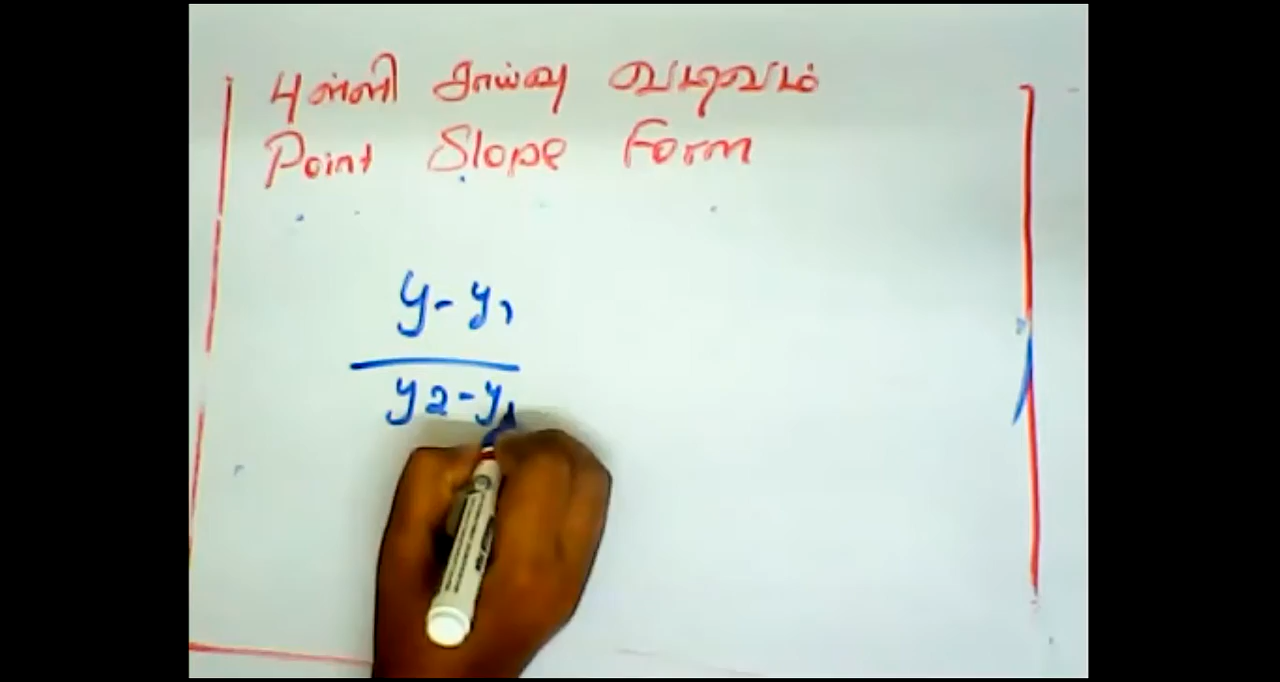 புள்ளி சாய்வு வடிவம்
Point Slope Form
y - y1
y2 - y1